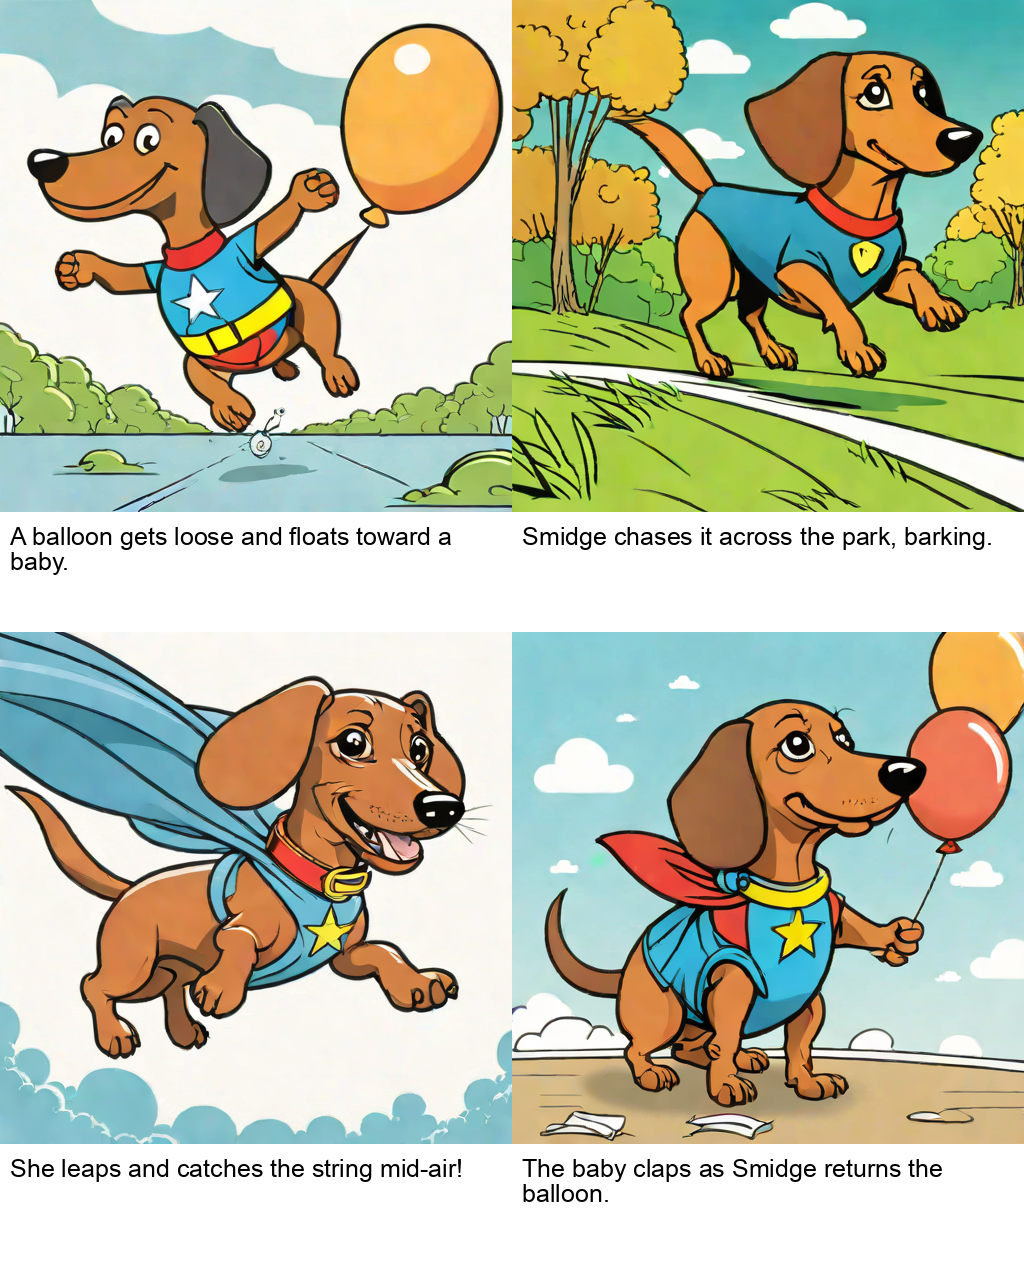 A balloon gets loose and floats toward a
baby.
Smidge chases it across the park, barking.
She leaps and catches the string mid-air!
The baby claps as Smidge returns the
balloon.